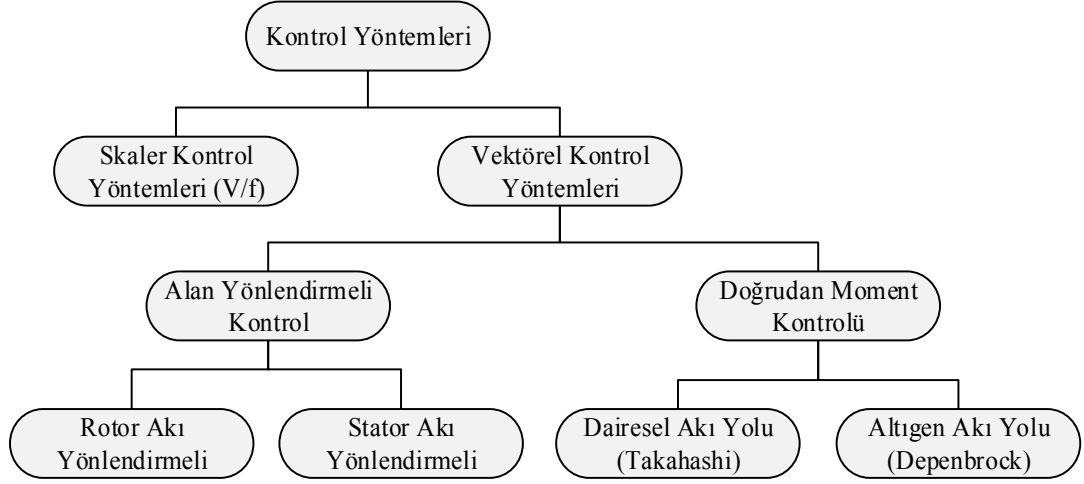 Kontrol Yöntemleri
Skaler Kontrol
Yöntemleri (V/f)
Vektörel Kontrol
Yöntemleri
Alan Yönlendirmeli
Kontrol
Doğrudan Moment
Kontrolü
Rotor Akı
Yönlendirmeli
Stator Akı
Yönlendirmeli
Dairesel Akı Yolu
(Takahashi)
Altıgen Akı Yolu
(Depenbrock)